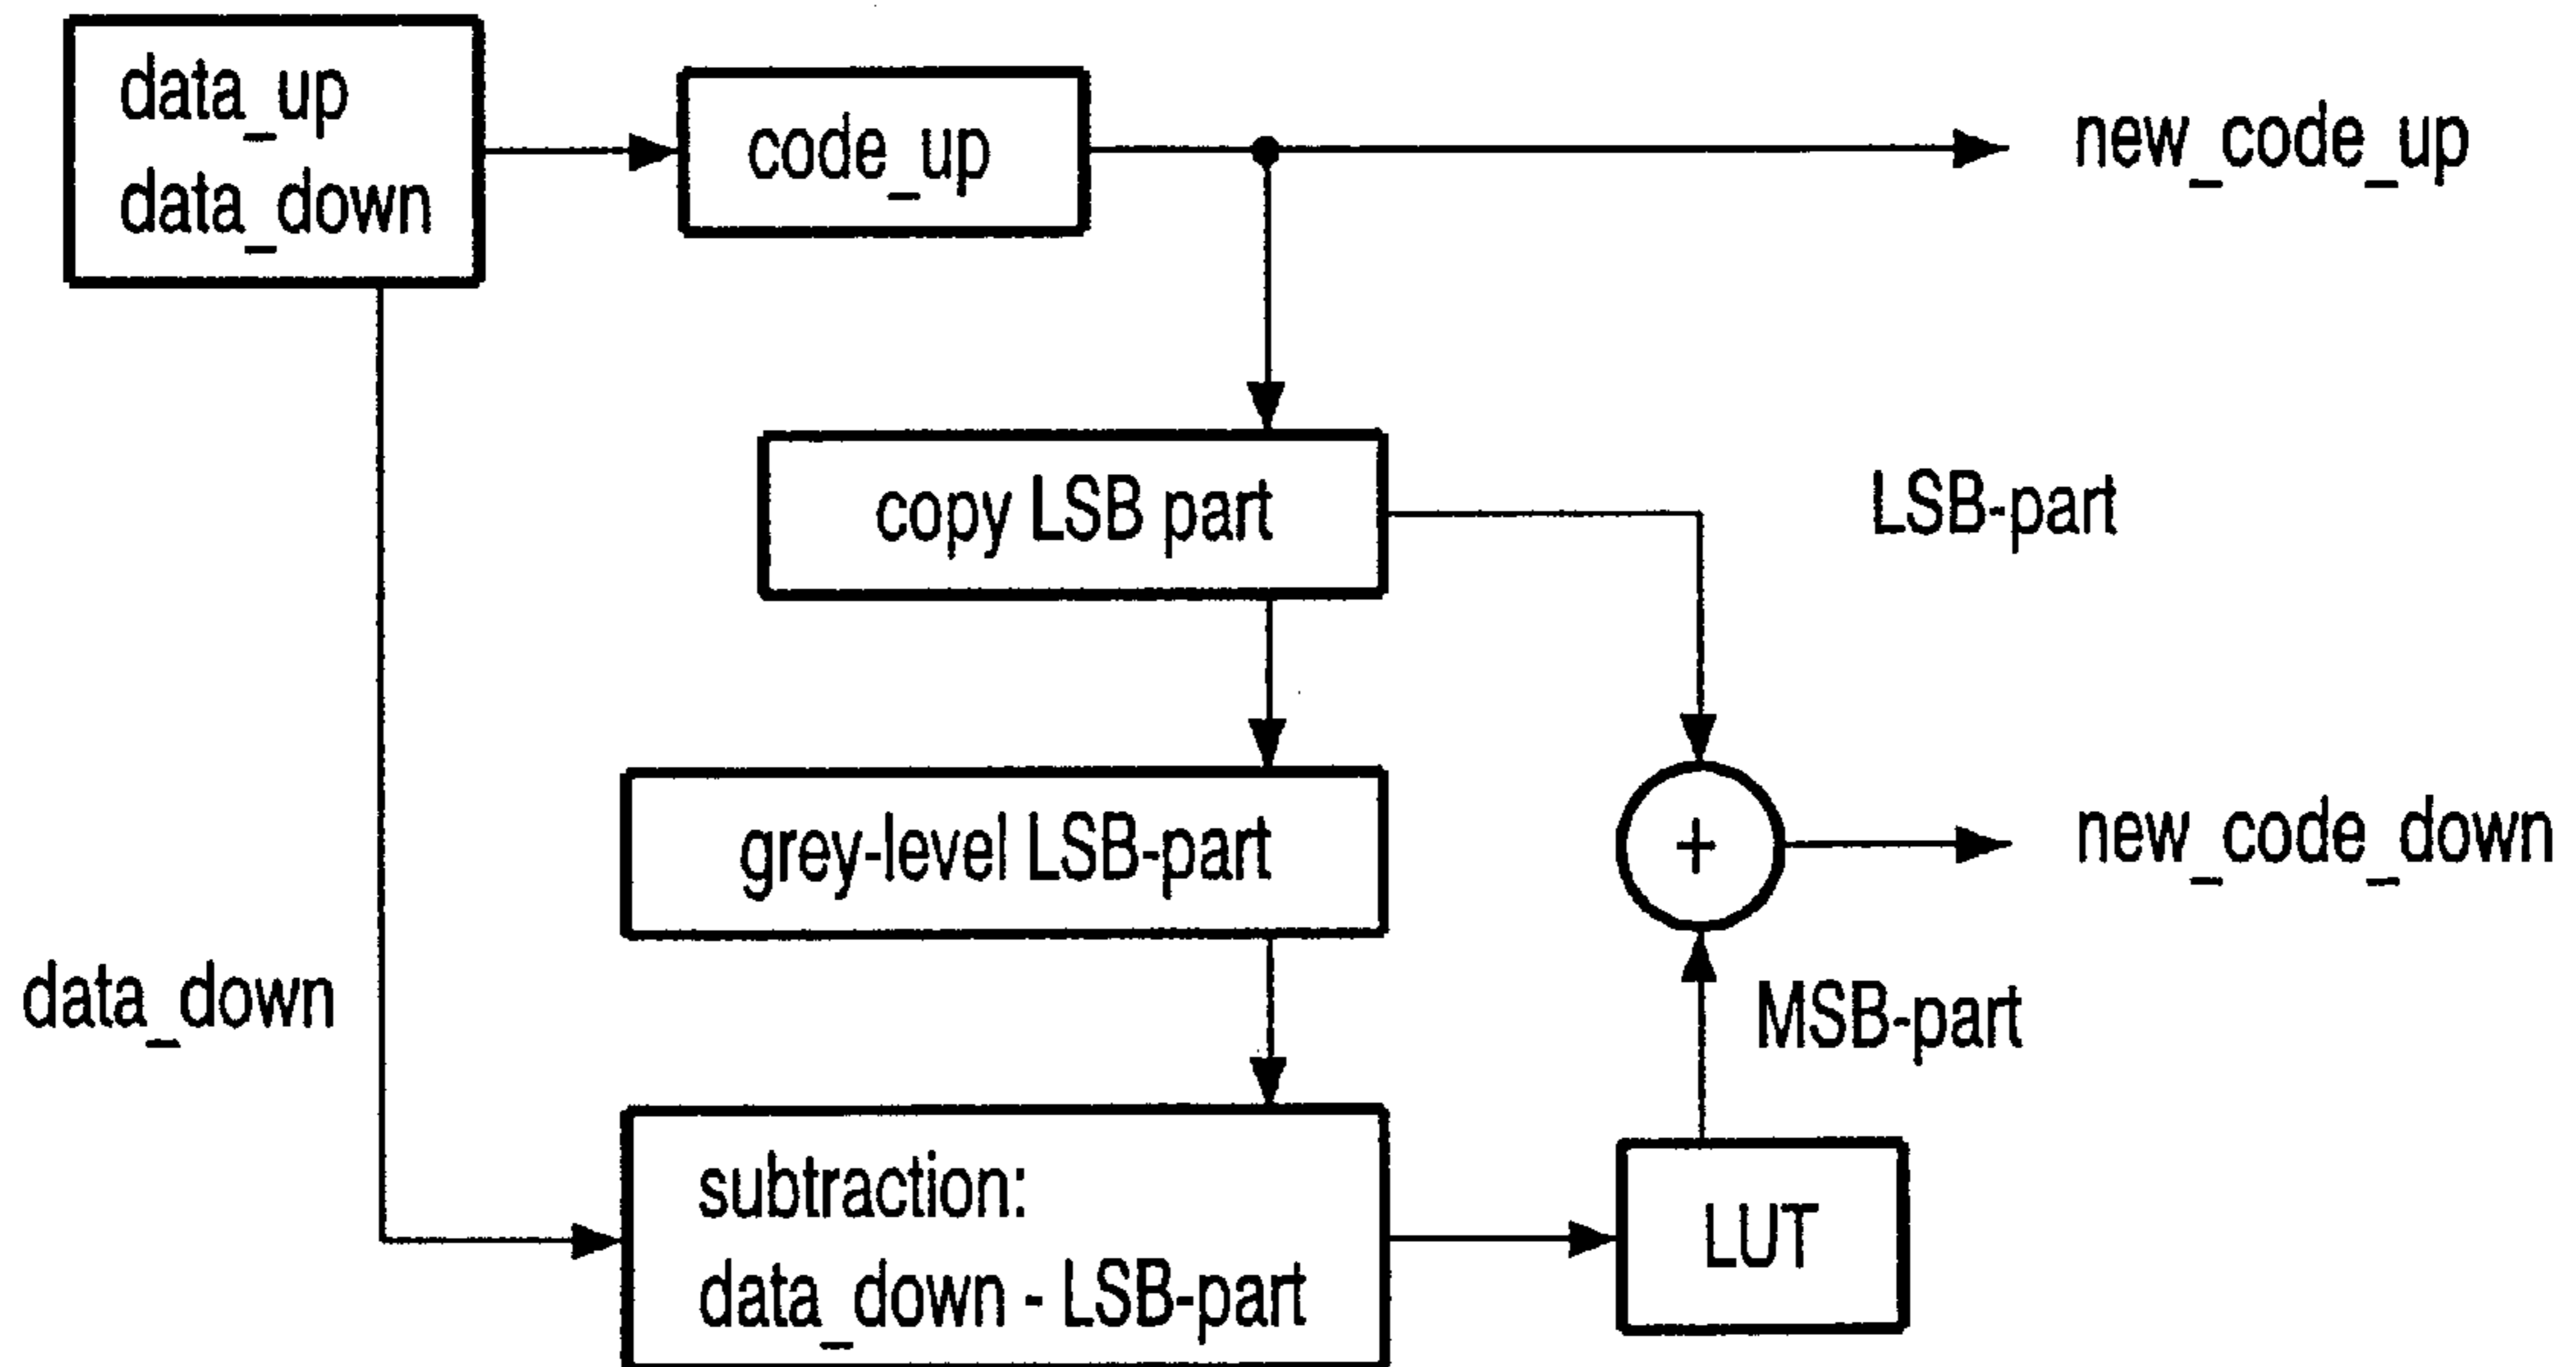 data_up
data_down
code_up
new_code_up
copy LSB part
LSB-part
grey-level LSB-part
+
new_code_down
data_down
MSB-part
subtraction:
data_down - LSB-part
LUT